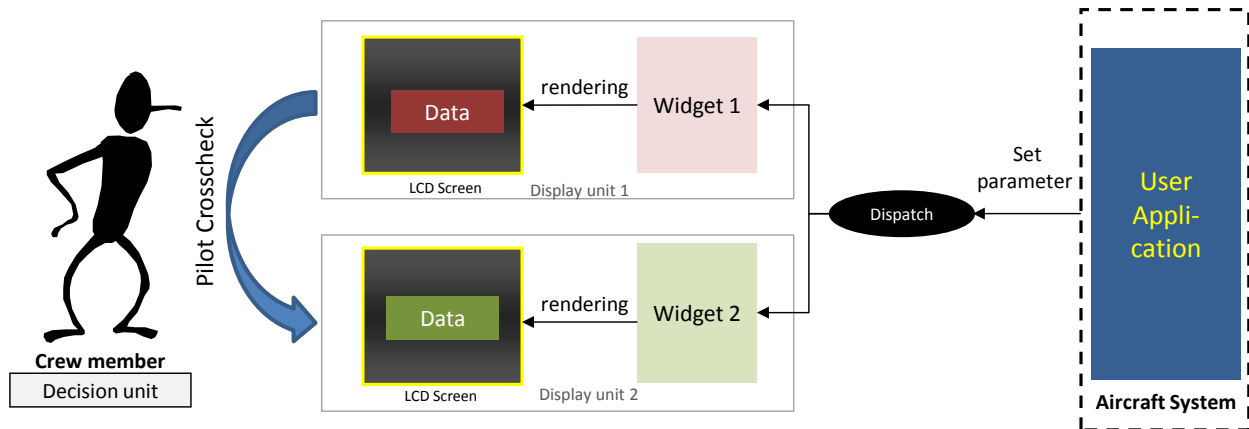 Pilot Crosscheck
Crew member
Decision unit
Data
rendering
Widget 1
LCD Screen
Display unit 1
Data
rendering
Widget 2
LCD Screen
Display unit 2
Dispatch
Set
parameter
User
Appli-
cation
Aircraft System